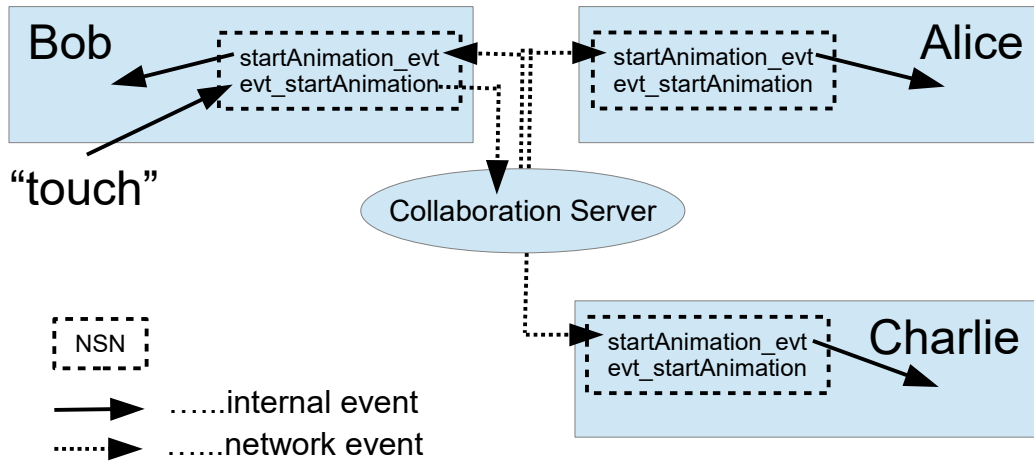 Bob
startAnimation_evt
evt_startAnimation
startAnimation_evt
evt_startAnimation
Alice
“touch”
Collaboration Server
startAnimation_evt
evt_startAnimation
Charlie
NSN
…...internal event
…...network event